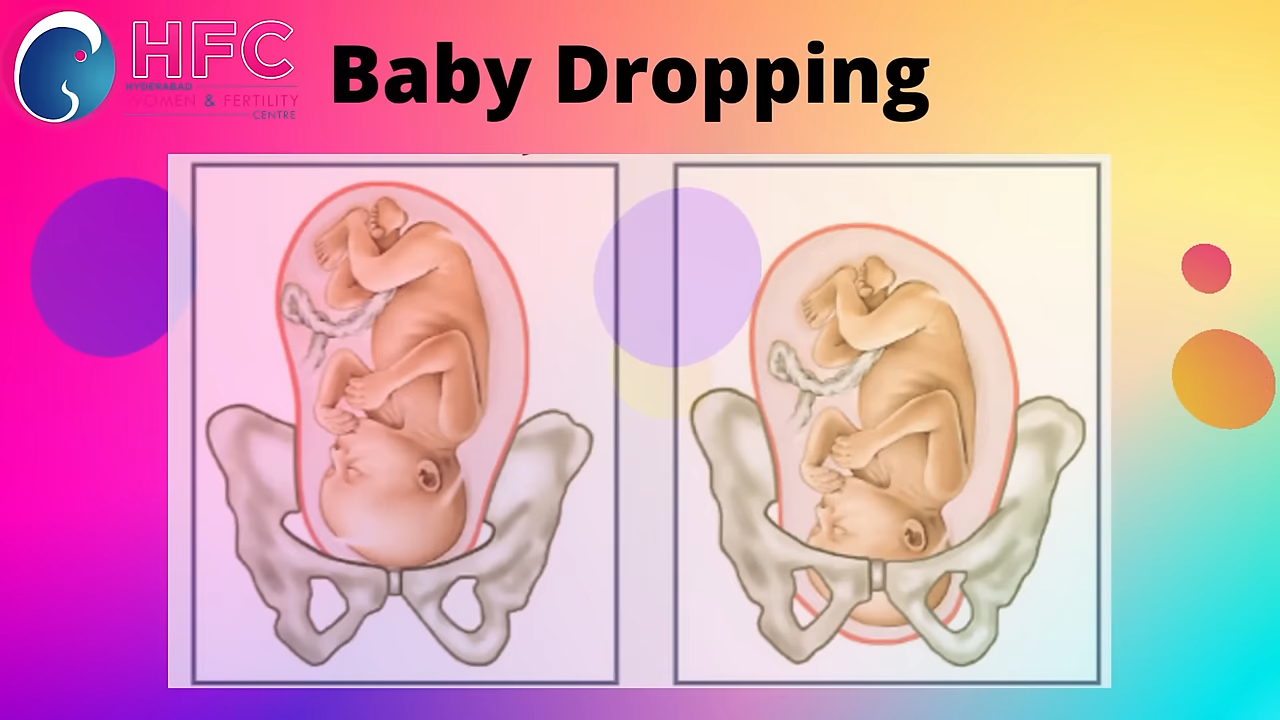 HFC
HYDERABAD
WOMEN & FERTILITY
CENTRE
Baby Dropping